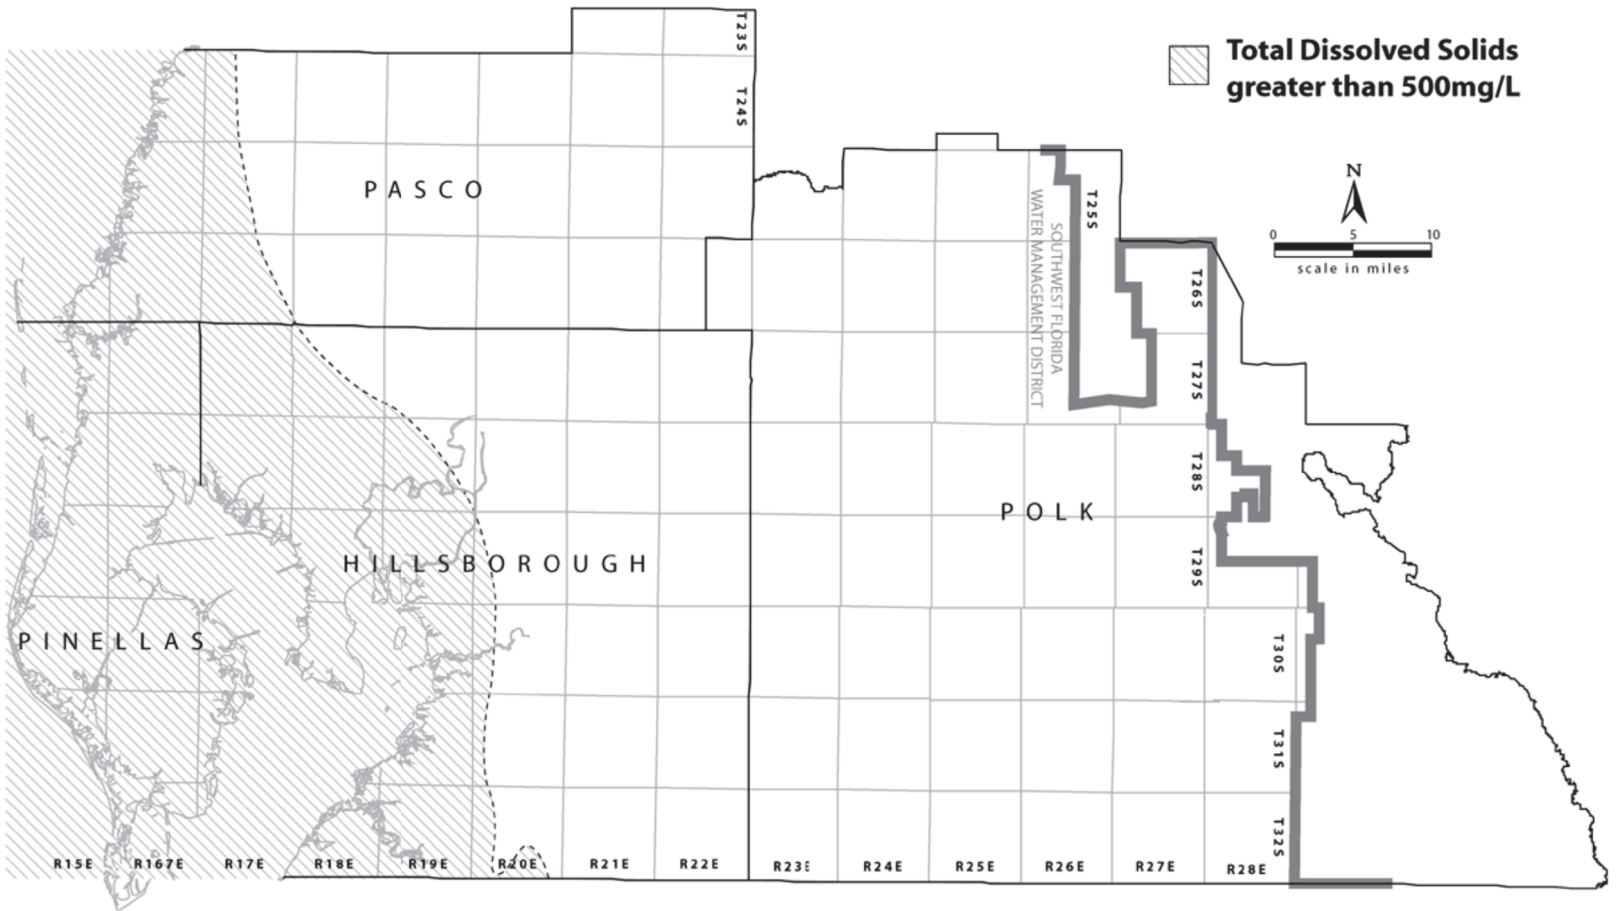 Total Dissolved Solids
greater than 500mg/L
N
0 5 10
scale in miles
T23S
T24S
PASCO
T25S
SOUTHWEST FLORIDA
WATER MANAGEMENT DISTRICT
T26S
T27S
T28S
POLK
HILLSBOROUGH
T29S
PINELLAS
T30S
T31S
T32S
R15E R167E R17E R18E R19E R20E R21E R22E R23E R24E R25E R26E R27E R28E